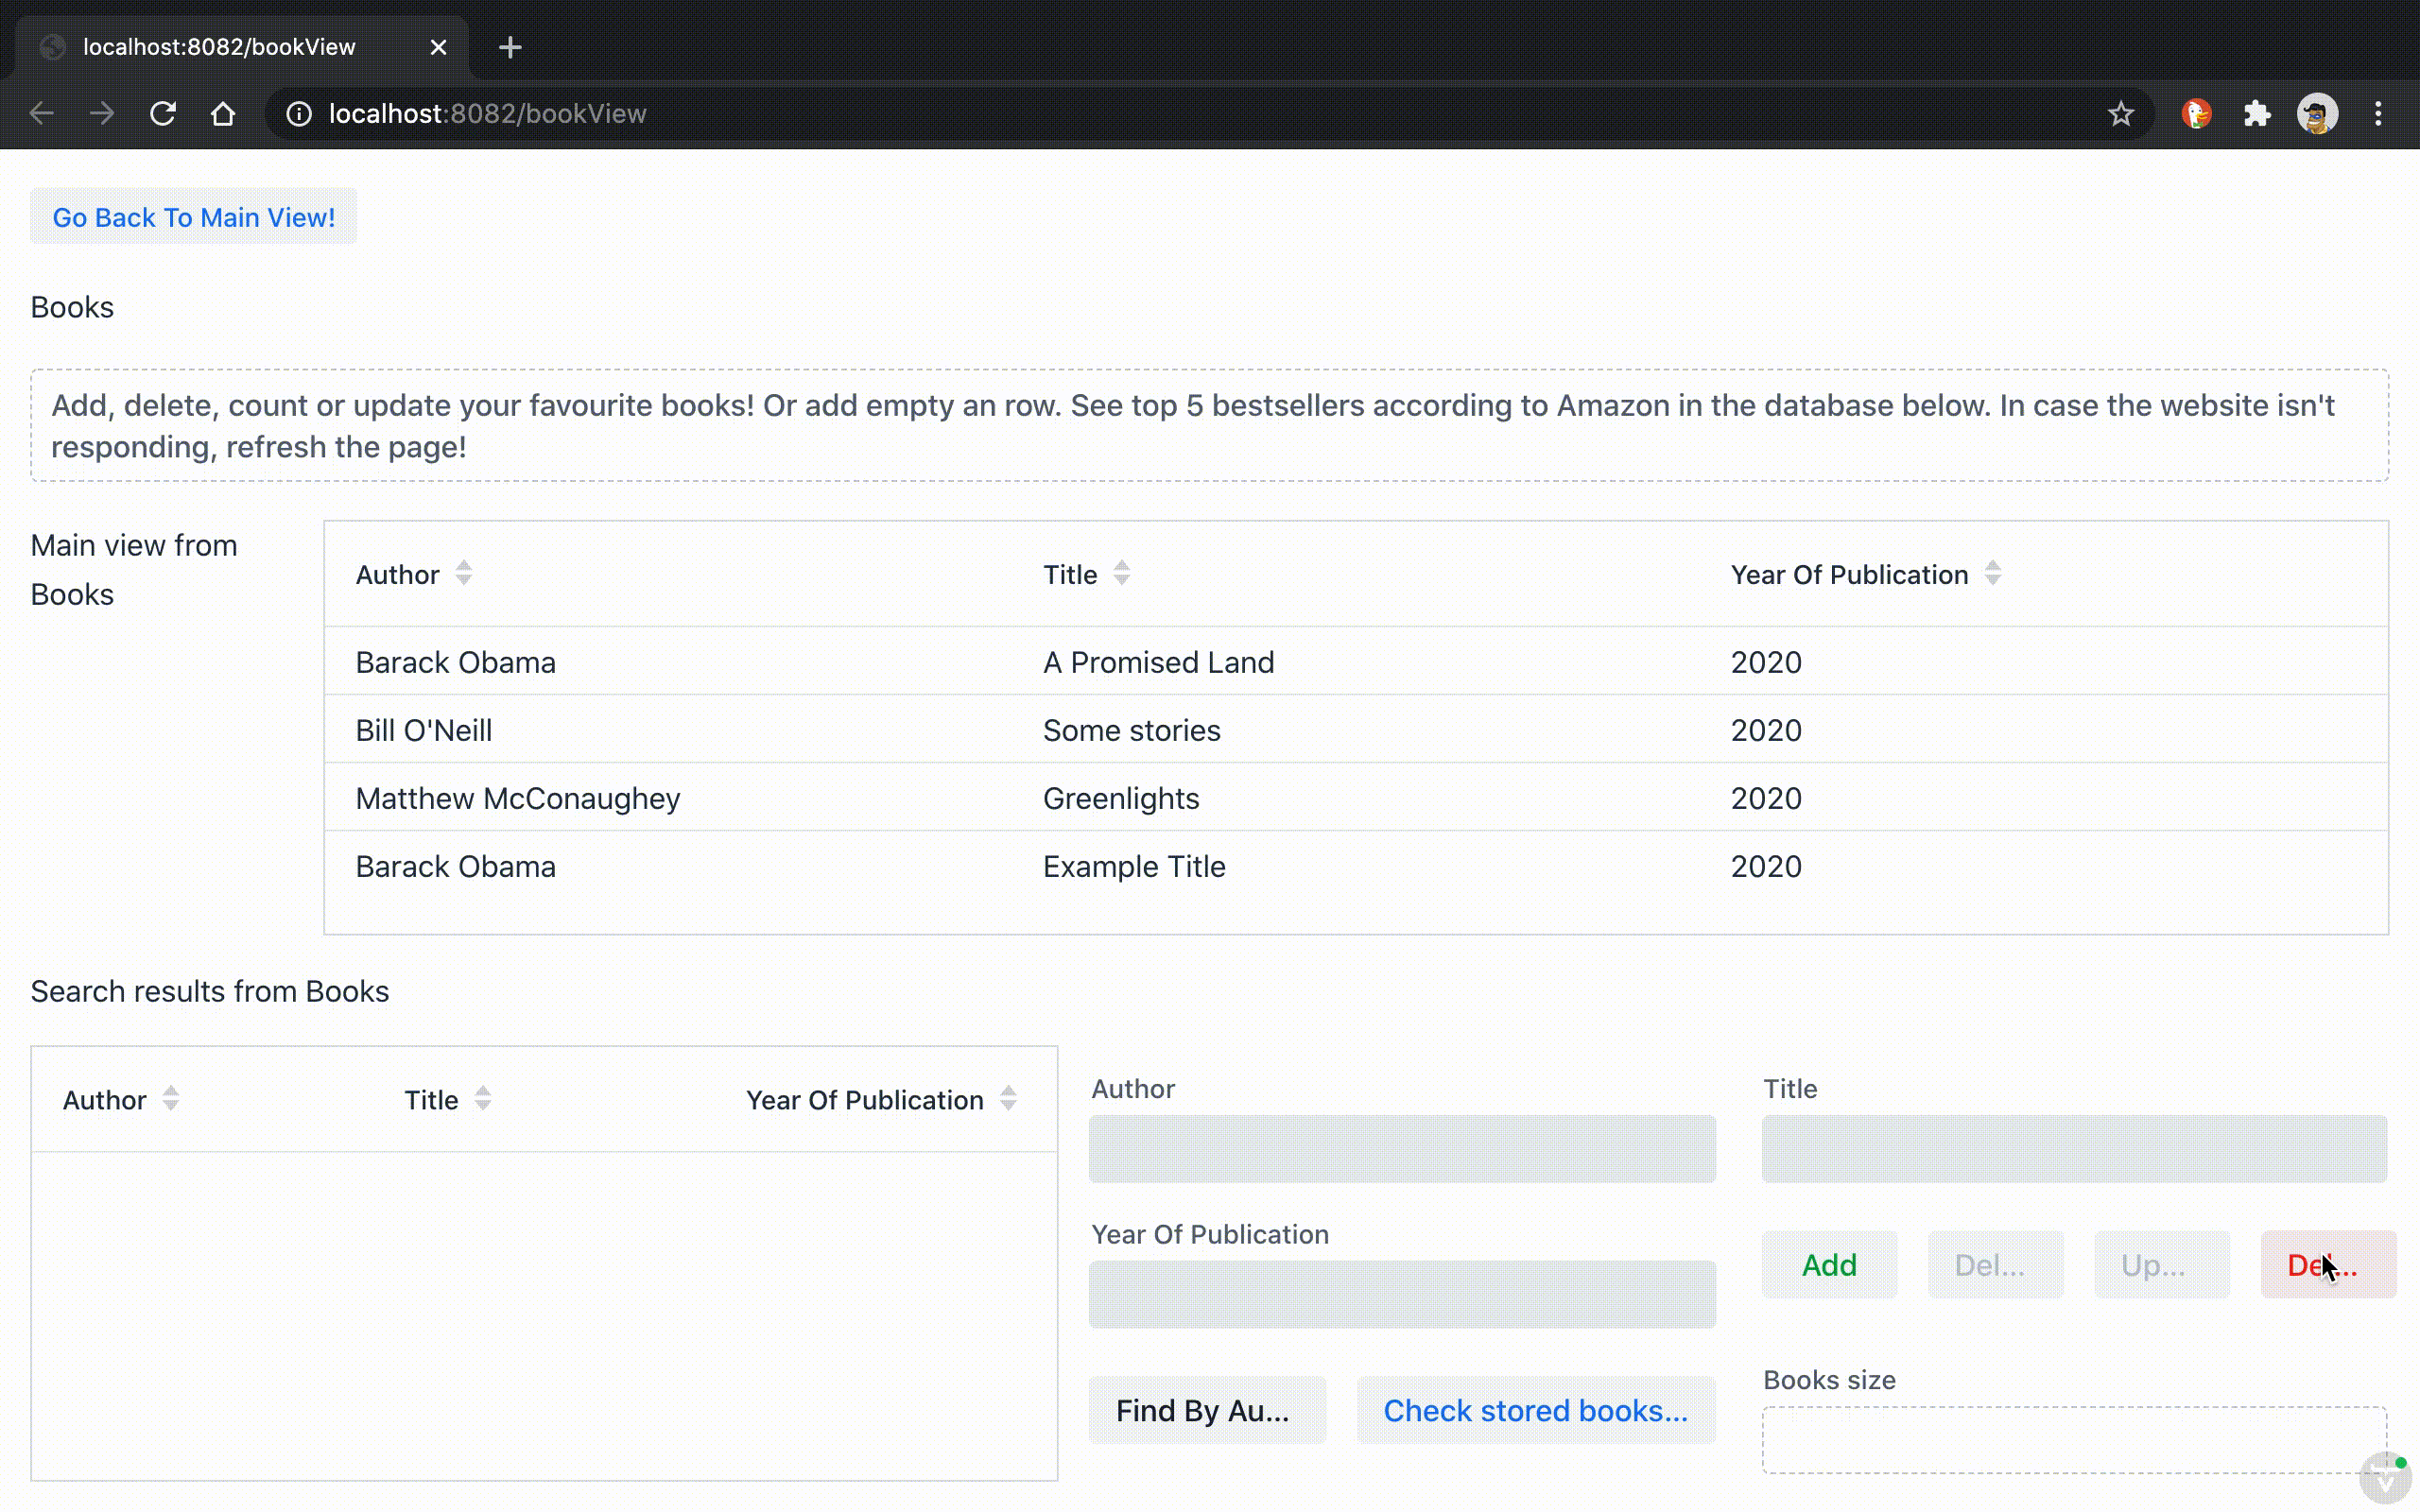 localhost:8082/bookView
localhost:8082/bookView
Go Back To Main View!
Books
Add, delete, count or update your favourite books! Or add empty an row. See top 5 bestsellers according to Amazon in the database below. In case the website isn't
responding, refresh the page!
Main view from
Books
Author Title Year Of Publication
Barack Obama A Promised Land 2020
Bill O'Neill Some stories 2020
Matthew McConaughey Greenlights 2020
Barack Obama Example Title 2020
Search results from Books
Author Title Year Of Publication
Author
Title
Year Of Publication
Add Del... Up... De...
Find By Au... Check stored books...
Books size